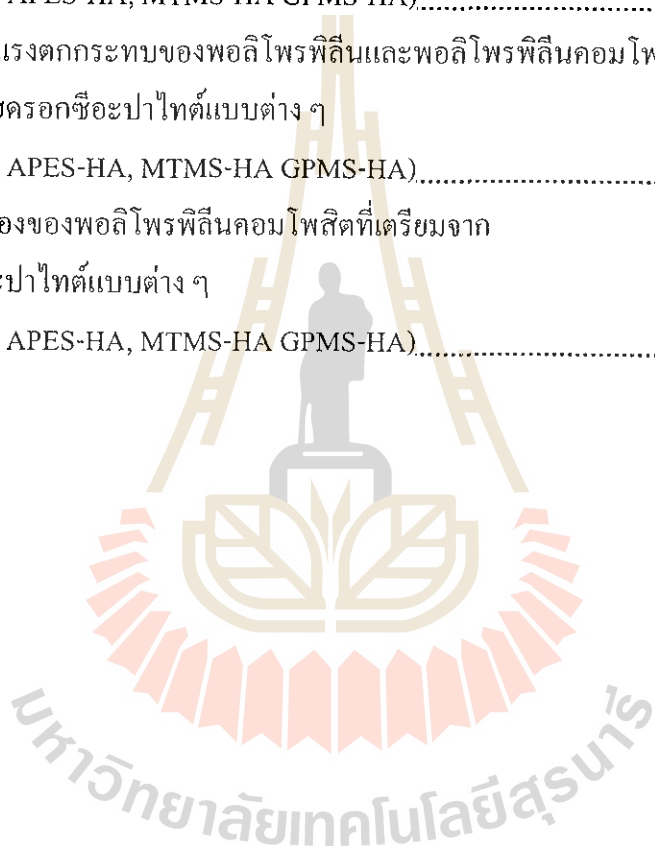 APES-HA, MTMS-HA GPMS-HA)
แรงตกกระทบของพอลิโพรพิลีนและพอลิโพรพิลีนคอมโพ
ฮดรอกซีอะปาไทต์แบบต่าง ๆ
APES-HA, MTMS-HA GPMS-HA)
องของพอลิโพรพิลีนคอมโพสิตที่เตรียมจาก
ะปาไทต์แบบต่าง ๆ
APES-HA, MTMS-HA GPMS-HA)
มหาวิทยาลัยเทคโนโลยีสุรนารี